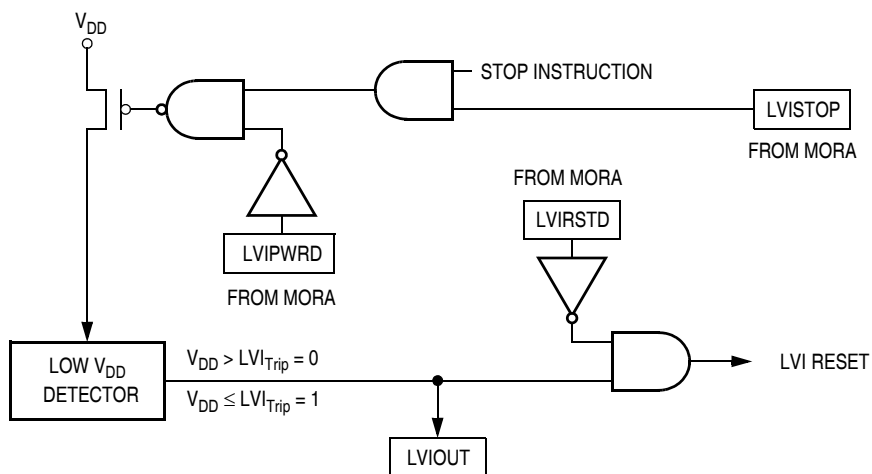 VDD
STOP INSTRUCTION
LVISTOP
FROM MORA
FROM MORA
LVIRSTD
LVIPWRD
FROM MORA
LOW VDD
DETECTOR
VDD > LVITrip = 0
VDD ≤ LVITrip = 1
LVI RESET
LVIOUT